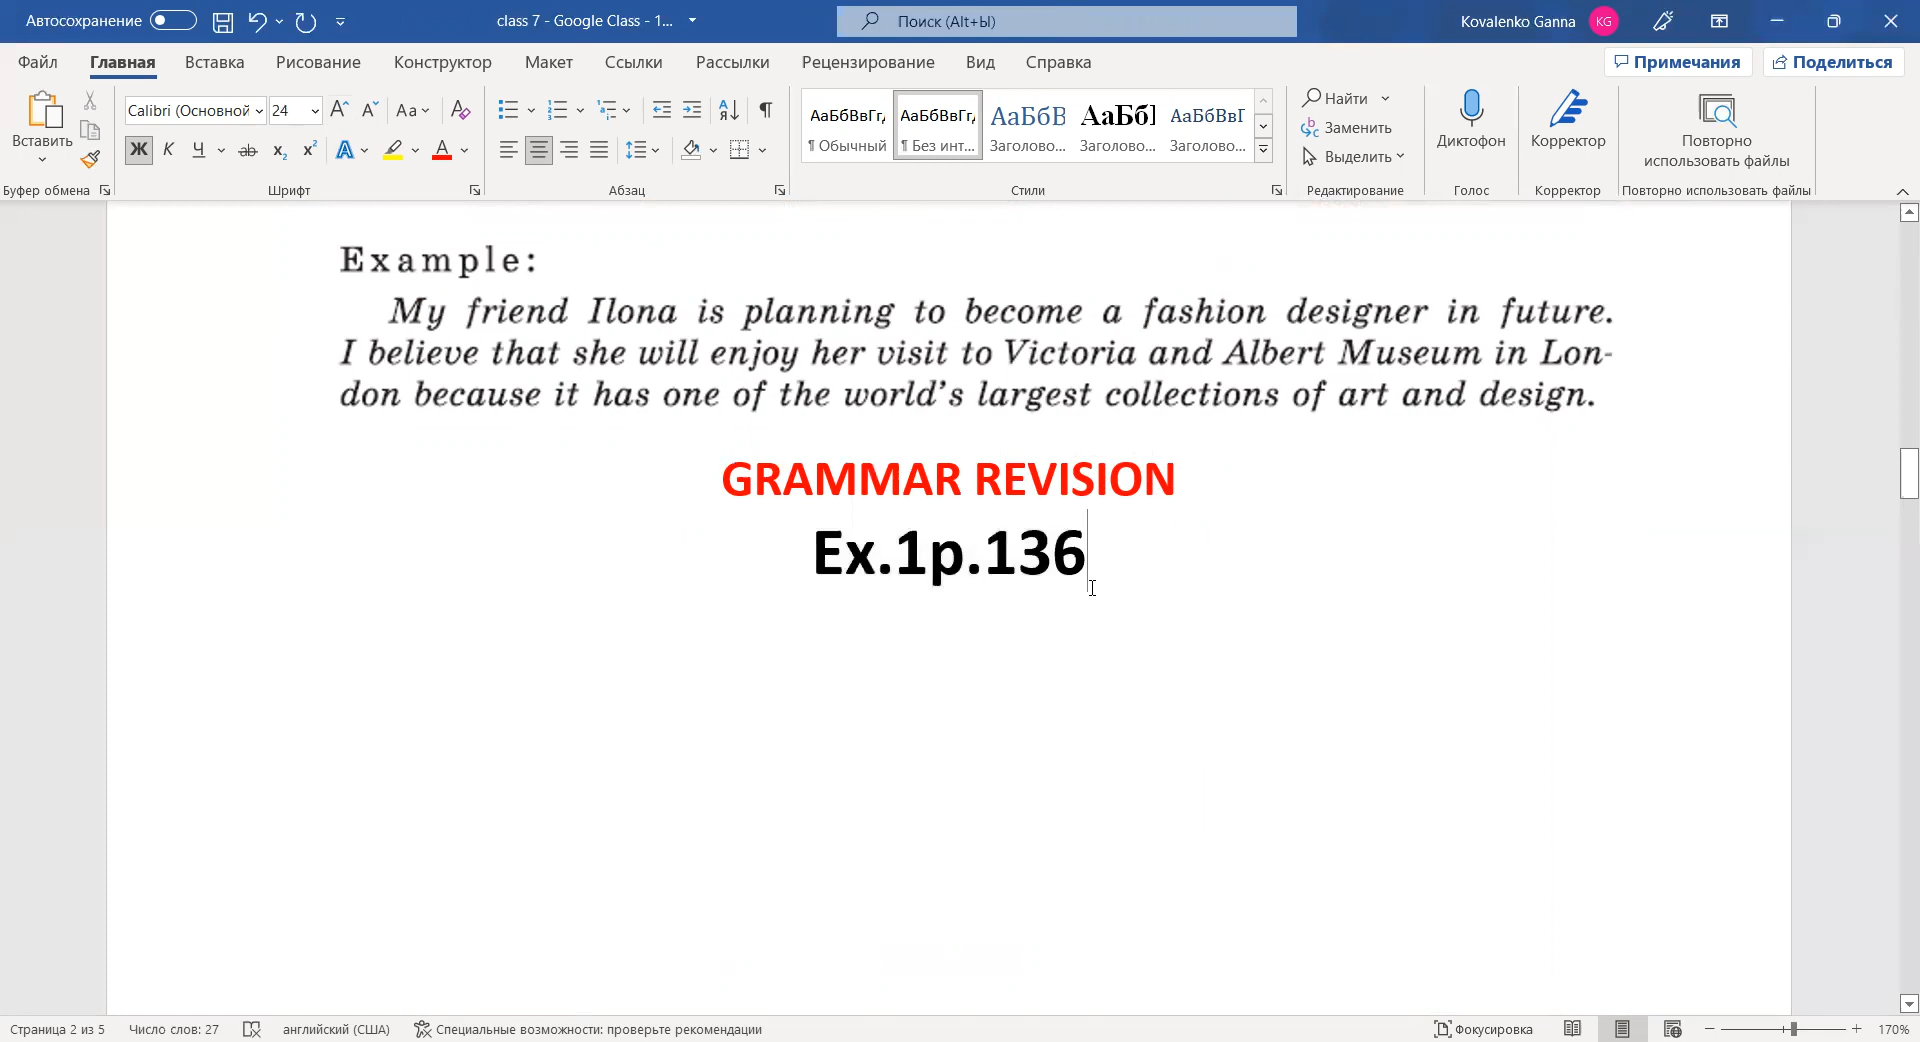 Автосохранение
class 7 - Google Class - 1...
Поиск (Alt+Ы)
Kovalenko Ganna KG
Файл Главная Вставка Рисование Конструктор Макет Ссылки Рассылки Рецензирование Вид Справка
Примечания Поделиться
Вставить
Буфер обмена
Calibri (Основной 24
Aa
Ж К Ч ab x₂ x² A A
Шрифт
Абзац
АаБбВвГг, АаБбВвГг, АаБбВ АаБб АаБбВвГ
¶ Обычный ¶ Без инт... Заголово... Заголово... Заголово...
Стили
Найти
Заменить
Выделить
Редактирование
Диктофон
Голос
Корректор
Корректор
Повторно
использовать файлы
Повторно использовать файлы
Example:
My friend Ilona is planning to become a fashion designer in future.
I believe that she will enjoy her visit to Victoria and Albert Museum in Lon-
don because it has one of the world's largest collections of art and design.
GRAMMAR REVISION
Ex.1p.136
Страница 2 из 5 Число слов: 27 английский (США) Специальные возможности: проверьте рекомендации
Фокусировка 170%